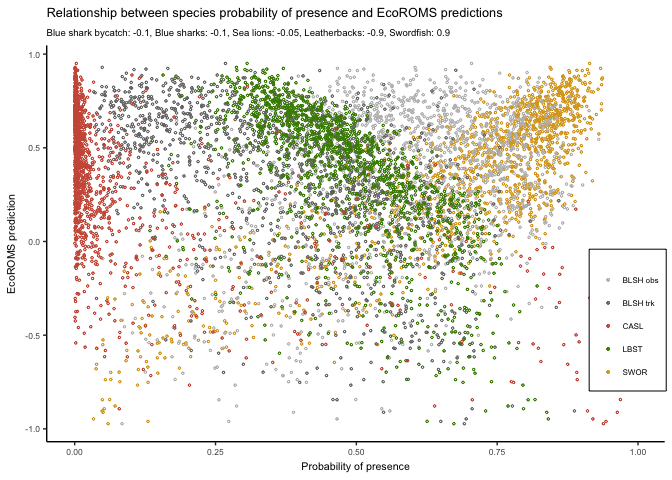 Relationship between species probability of presence and EcoROMS predictions
Blue shark bycatch: -0.1, Blue sharks: -0.1, Sea lions: -0.05, Leatherbacks: -0.9, Swordfish: 0.9
1.0
0.5
0.0
-0.5
-1.0
EcoROMS prediction
BLSH obs
BLSH trk
CASL
LBST
SWOR
0.00
0.25
0.50
0.75
1.00
Probability of presence